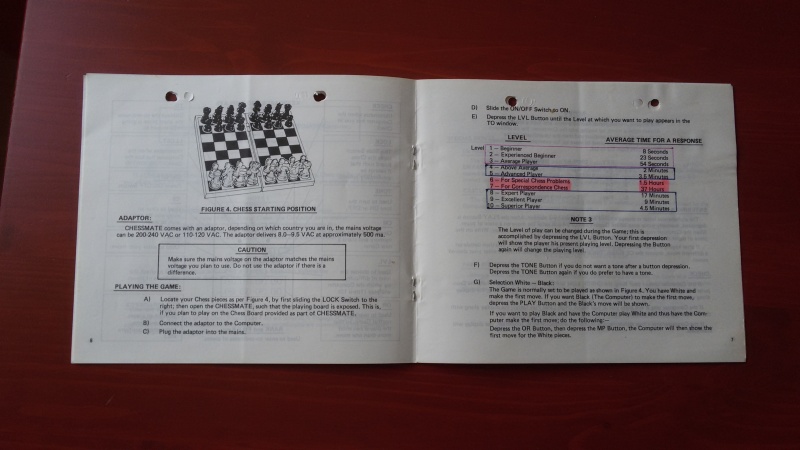 FIGURE 4. CHESS STARTING POSITION
ADAPTOR:
CHESSMATE comes with an adaptor, depending on which country you are in, the mains voltage
can be 200-240 VAC or 110-120 VAC. The adaptor delivers 8.0–9.5 VAC at approximately 500 ma.
CAUTION
Make sure the mains voltage on the adaptor matches the mains
voltage you plan to use. Do not use the adaptor if there is a
difference.
PLAYING THE GAME:
A) Locate your Chess pieces as per Figure 4, by first sliding the LOCK Switch to the
right; then open the CHESSMATE, such that the playing board is exposed. This is,
if you plan to play on the Chess Board provided as part of CHESSMATE.
B) Connect the adaptor to the Computer.
C) Plug the adaptor into the mains.
6
D) Slide the ON/OFF Switch to ON.
E) Depress the LVL Button until the Level at which you want to play appears in the
TO window.
LEVEL AVERAGE TIME FOR A RESPONSE
Level 1 — Beginner 8 Seconds
2 — Experienced Beginner 23 Seconds
3 — Average Player 54 Seconds
4 — Above Average 2 Minutes
5 — Advanced Player 3.5 Minutes
6 — For Special Chess Problems 1.5 Hours
7 — For Correspondence Chess 32 Hours
8 — Expert Player 17 Minutes
9 — Excellent Player 9 Minutes
0 — Superior Player 4.5 Minutes
NOTE 3
The Level of play can be changed during the Game; this is
accomplished by depressing the LVL Button. Your first depression
will show the player his present playing level. Depressing the Button
again will change the playing level.
F) Depress the TONE Button if you do not want a tone after a button depression.
Depress the TONE Button again if you do prefer to have a tone.
G) Selection White — Black:
The Game is normally set to be played as shown in Figure 4. You have White and
make the first move. If you want Black (The Computer) to make the first move,
depress the PLAY Button and the Black's move will be shown.
If you want to play Black and have the Computer play White and thus have the Com-
puter make the first move; do the following:—
Depress the OR Button, then depress the MP Button, the Computer will then show the
first move for the White pieces.
7